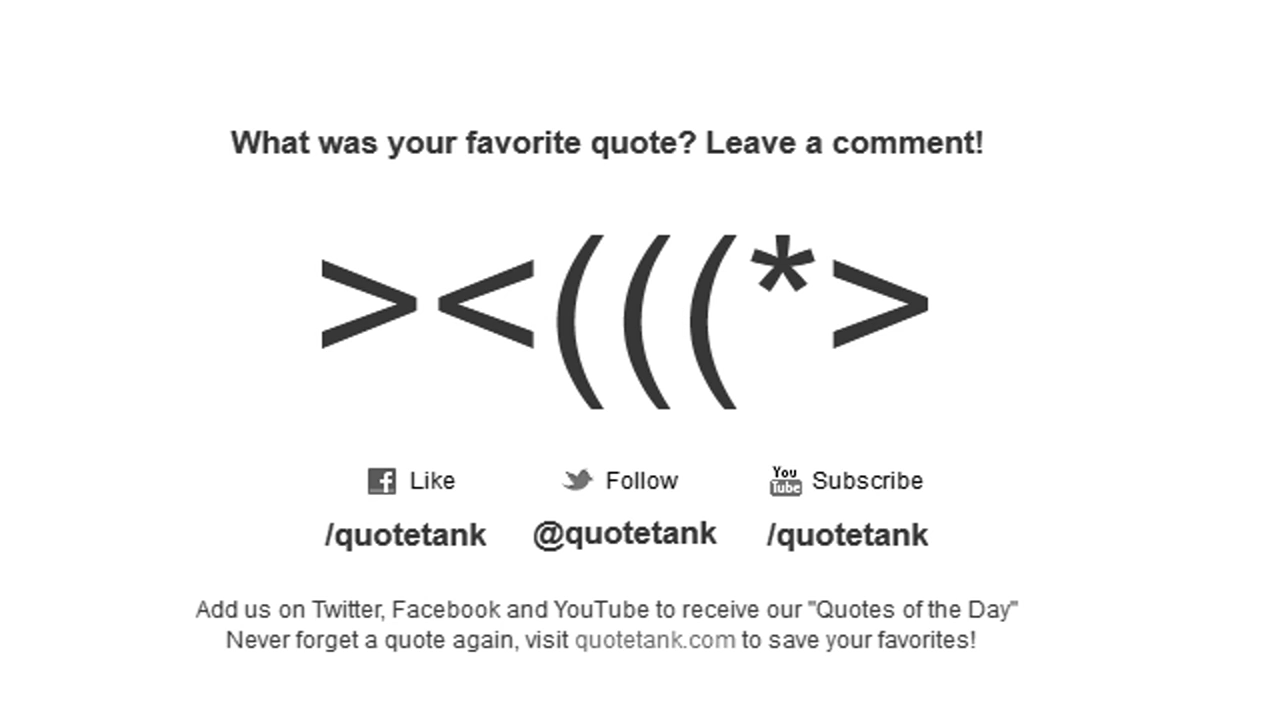 What was your favorite quote? Leave a comment!
><(((*>
f Like Follow You Tube Subscribe
/quotetank @quotetank /quotetank
Add us on Twitter, Facebook and YouTube to receive our "Quotes of the Day"
Never forget a quote again, visit quotetank.com to save your favorites!